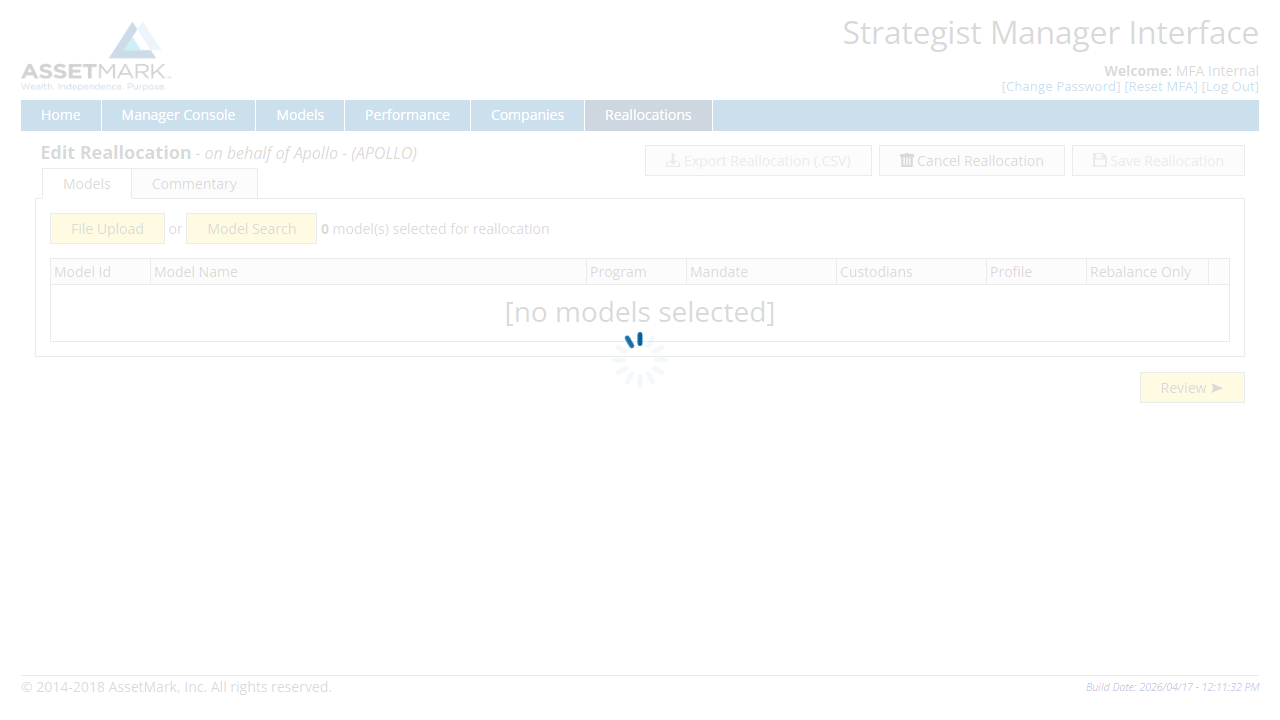 ASSETMARK
Wealth. Independence. Purpose.
Strategist Manager Interface
Welcome: MFA Internal
[Change Password] [Reset MFA] [Log Out]
Home Manager Console Models Performance Companies Reallocations
Edit Reallocation - on behalf of Apollo - (APOLLO)
Export Reallocation (.CSV) Cancel Reallocation Save Reallocation
Models Commentary
File Upload or Model Search 0 model(s) selected for reallocation
Model Id Model Name Program Mandate Custodians Profile Rebalance Only
[no models selected]
Review
© 2014-2018 AssetMark, Inc. All rights reserved.
Build Date: 2026/04/17 - 12:11:32 PM